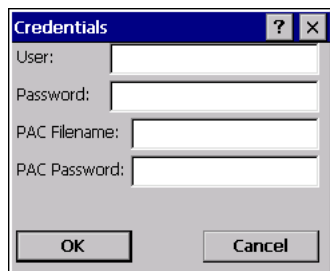 Credentials ? ×
User:
Password:
PAC Filename:
PAC Password:
OK Cancel